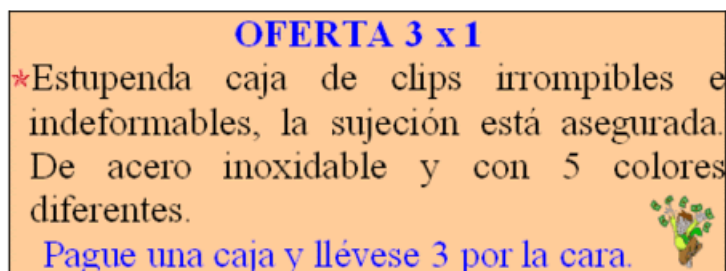 OFERTA 3 x 1
*Estupenda caja de clips irrompibles e
indeformables, la sujeción está asegurada.
De acero inoxidable y con 5 colores
diferentes.
Pague una caja y llévese 3 por la cara.